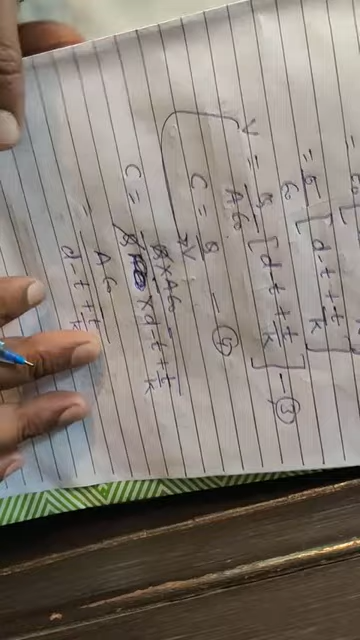 = σ/ε₀ [ d - t + t/k ]
V = q/Aε₀ [ d - t + t/k ] - ③
C = q/V - ④
C = q × Aε₀ / q × d - t + t/k
= Aε₀ / d - t + t/k